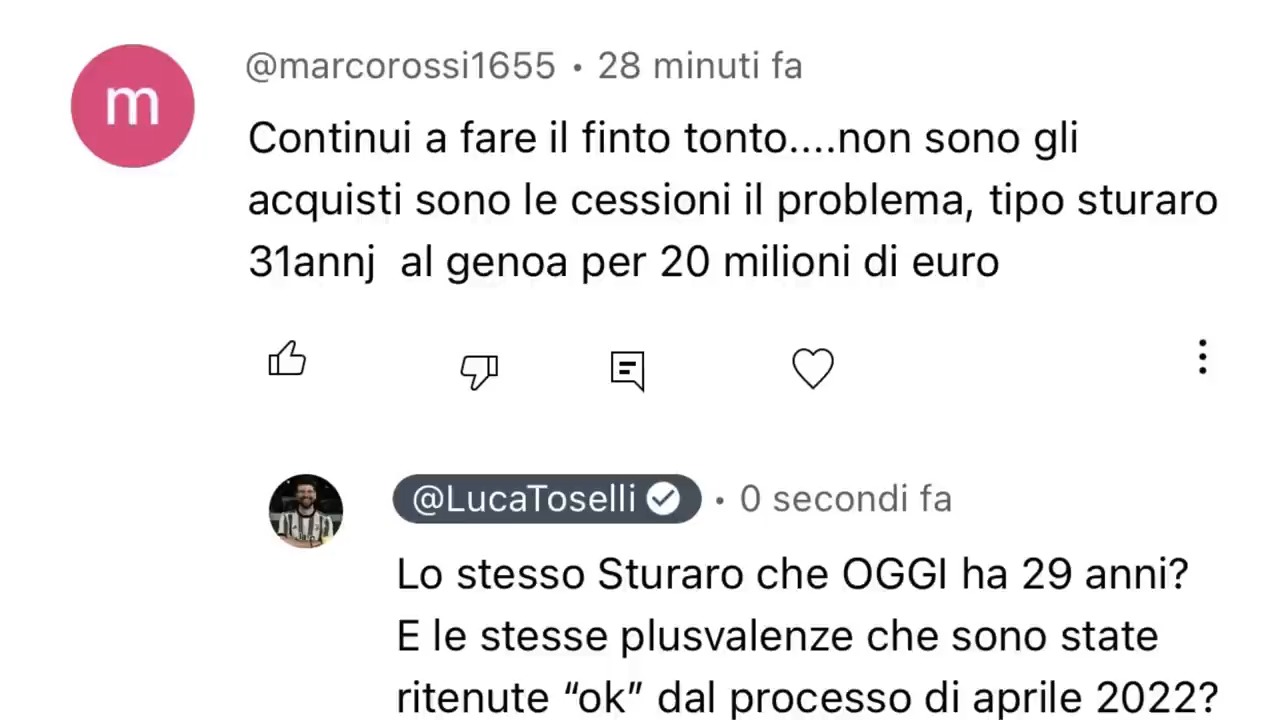 m
@marcorossi1655 • 28 minuti fa
Continui a fare il finto tonto....non sono gli
acquisti sono le cessioni il problema, tipo sturaro
31annj  al genoa per 20 milioni di euro
@LucaToselli • 0 secondi fa
Lo stesso Sturaro che OGGI ha 29 anni?
E le stesse plusvalenze che sono state
ritenute “ok” dal processo di aprile 2022?